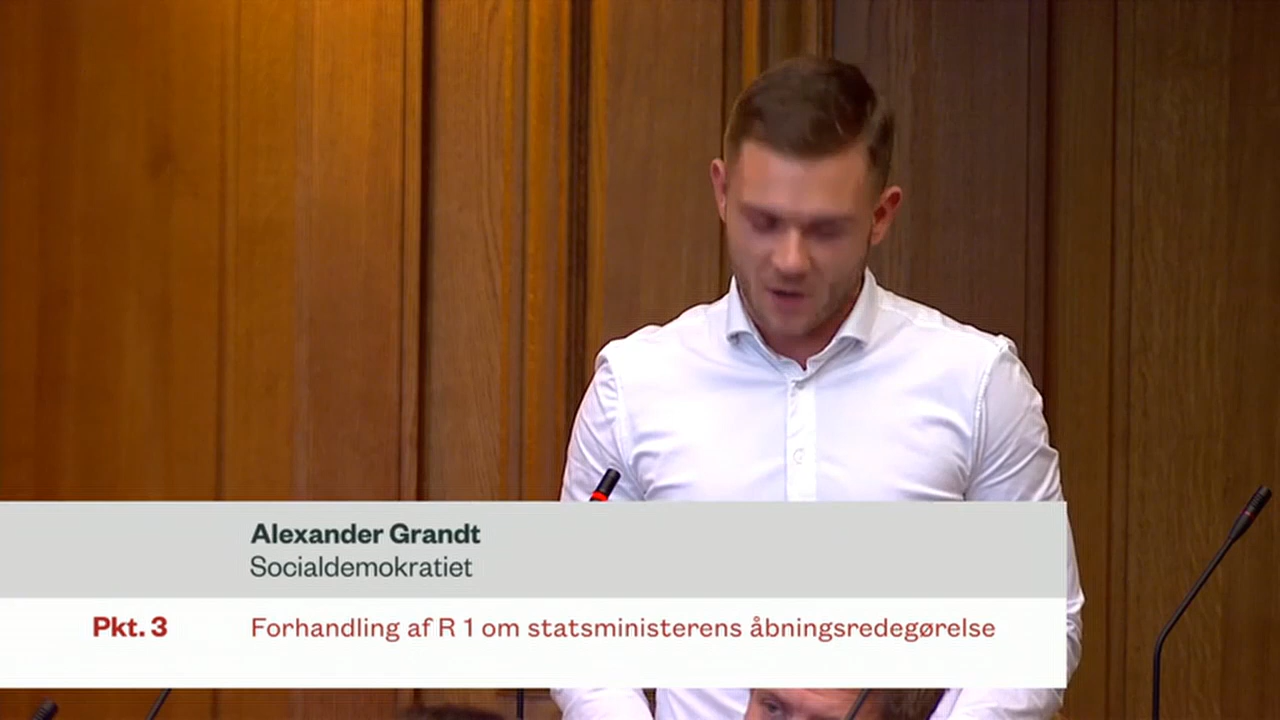 Alexander Grandt
Socialdemokratiet
Pkt. 3 Forhandling af R 1 om statsministerens åbningsredegørelse